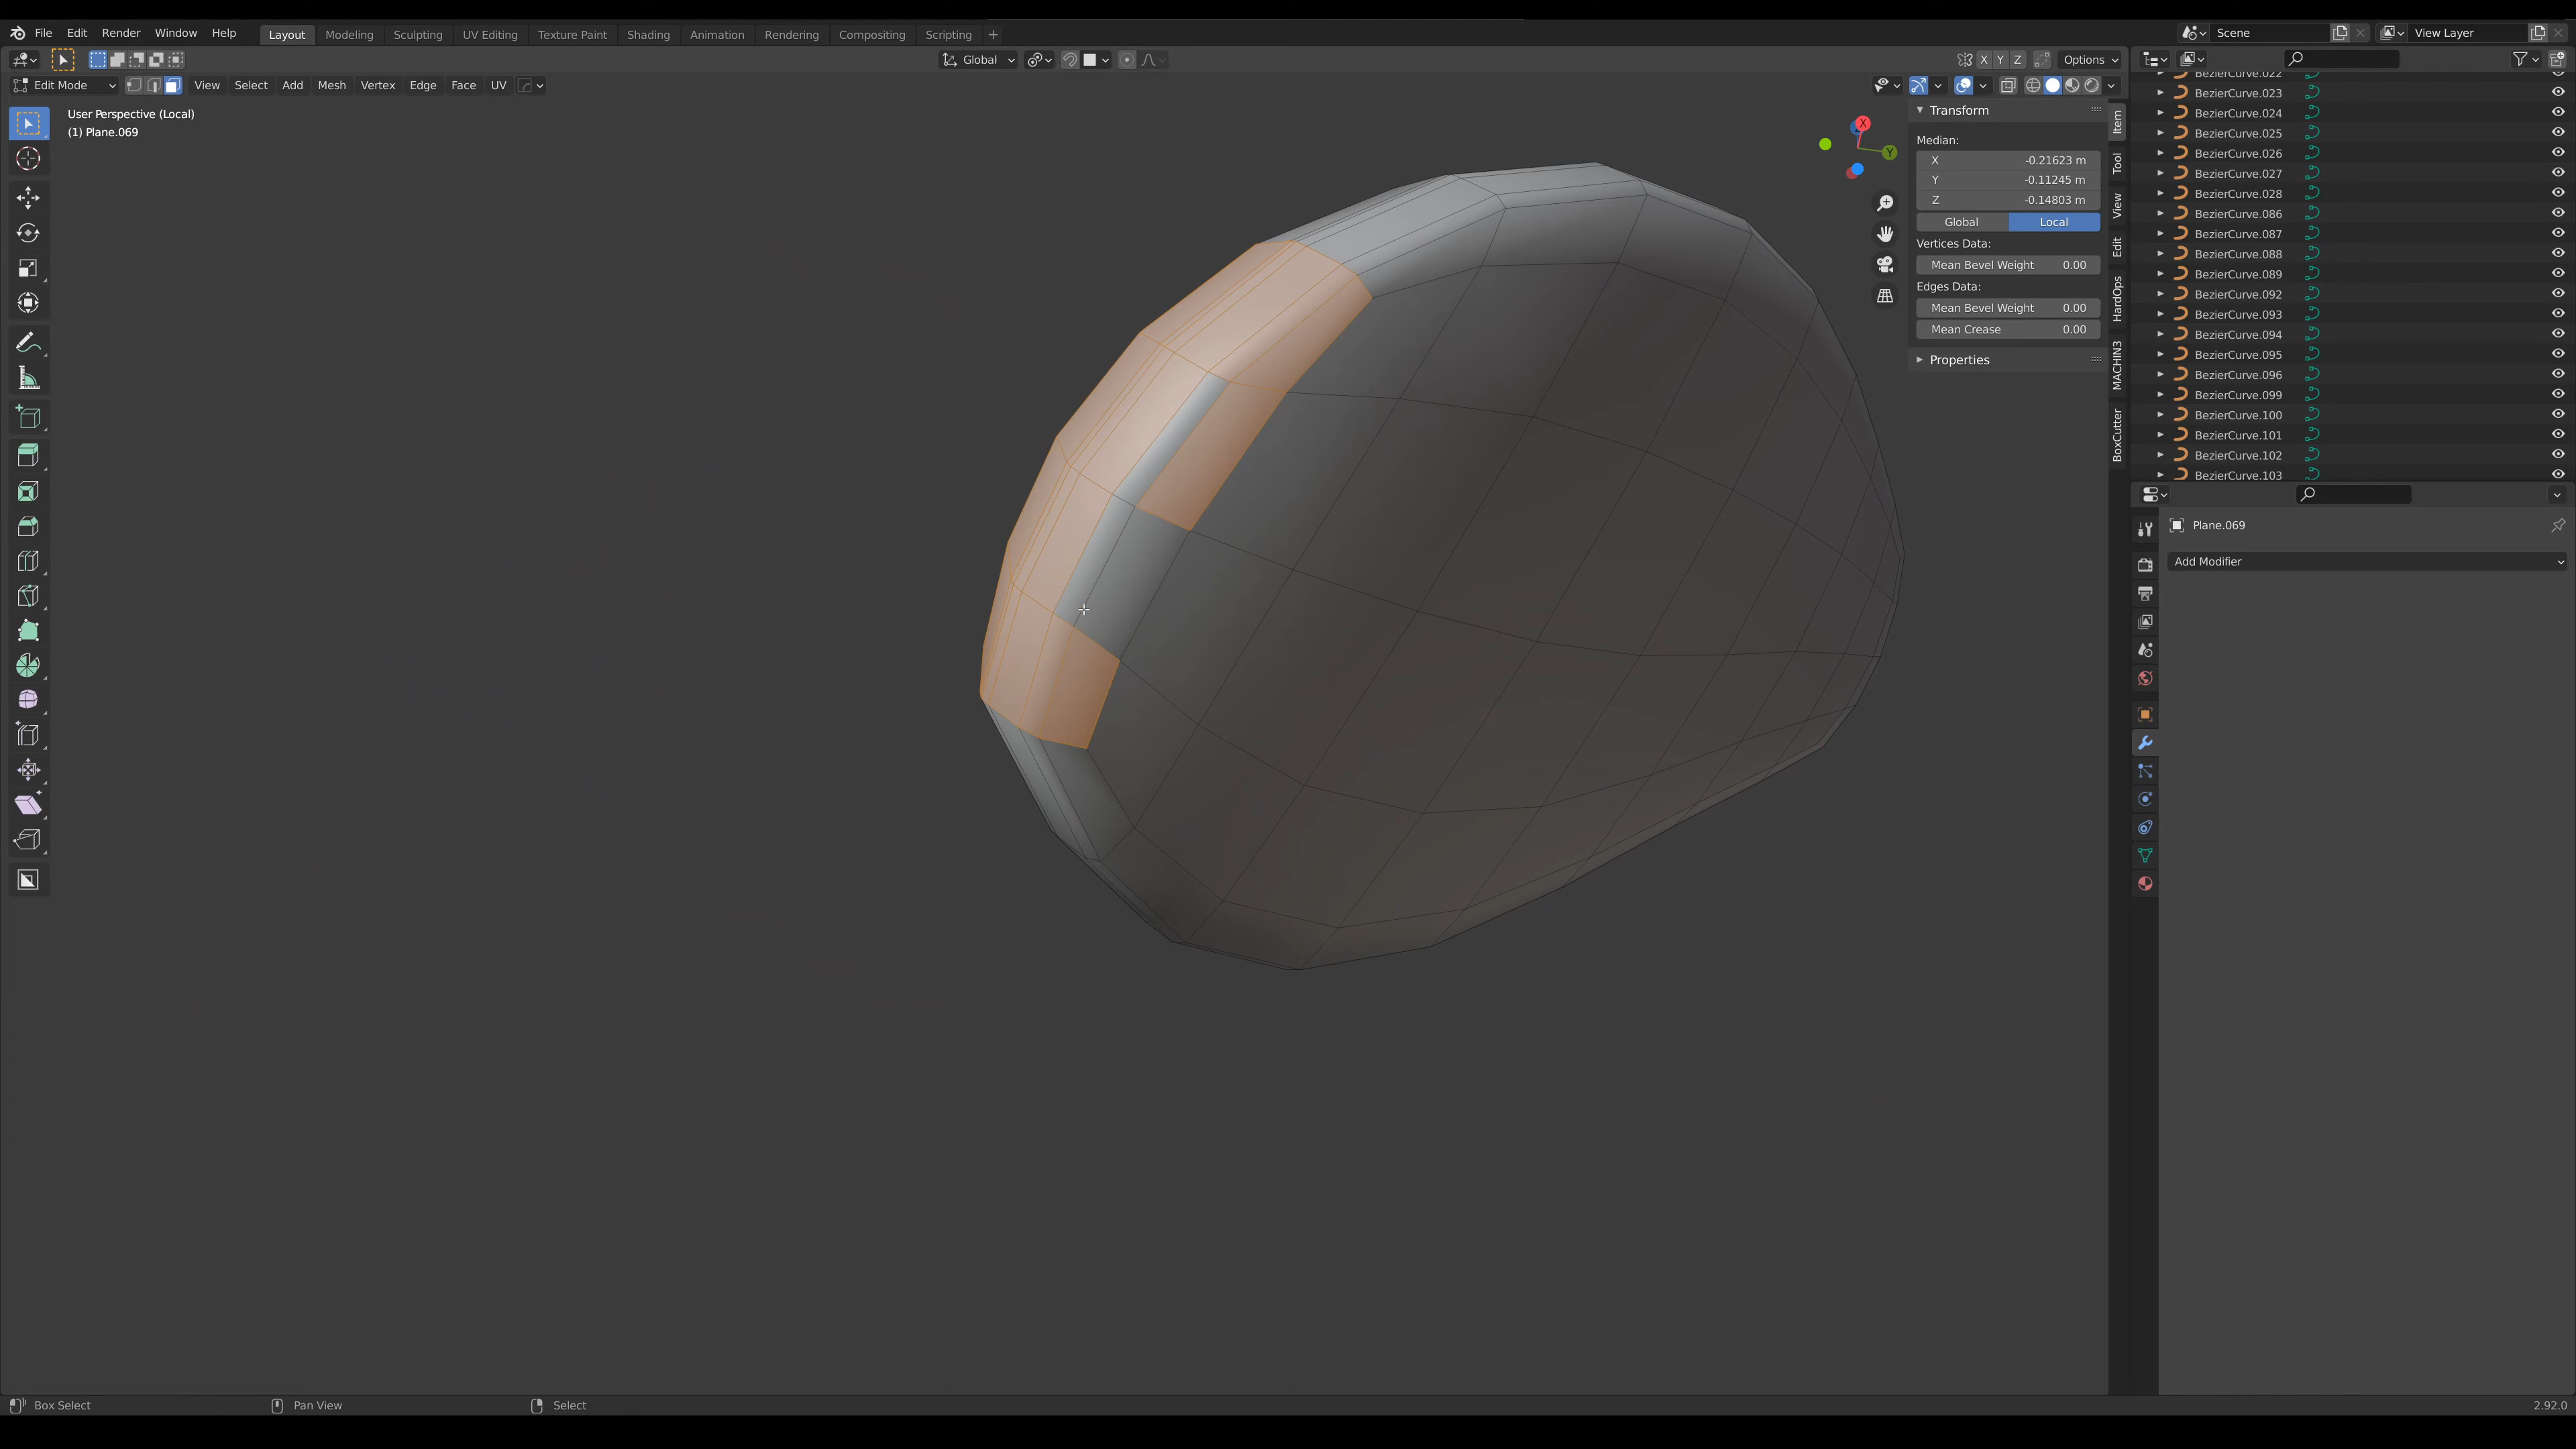 File Edit Render Window Help Layout Modeling Sculpting UV Editing Texture Paint Shading Animation Rendering Compositing Scripting + Scene View Layer
Global X Y Z Options
Edit Mode View Select Add Mesh Vertex Edge Face UV
User Perspective (Local)
(1) Plane.069
X
Y
Transform
Median:
X -0.21623 m
Y -0.11245 m
Z -0.14803 m
Global Local
Vertices Data:
Mean Bevel Weight 0.00
Edges Data:
Mean Bevel Weight 0.00
Mean Crease 0.00
Properties
Item
Tool
View
Edit
HardOps
MACHIN3
BoxCutter
BezierCurve.022
BezierCurve.023
BezierCurve.024
BezierCurve.025
BezierCurve.026
BezierCurve.027
BezierCurve.028
BezierCurve.086
BezierCurve.087
BezierCurve.088
BezierCurve.089
BezierCurve.092
BezierCurve.093
BezierCurve.094
BezierCurve.095
BezierCurve.096
BezierCurve.099
BezierCurve.100
BezierCurve.101
BezierCurve.102
BezierCurve.103
Plane.069
Add Modifier
Box Select Pan View Select 2.92.0